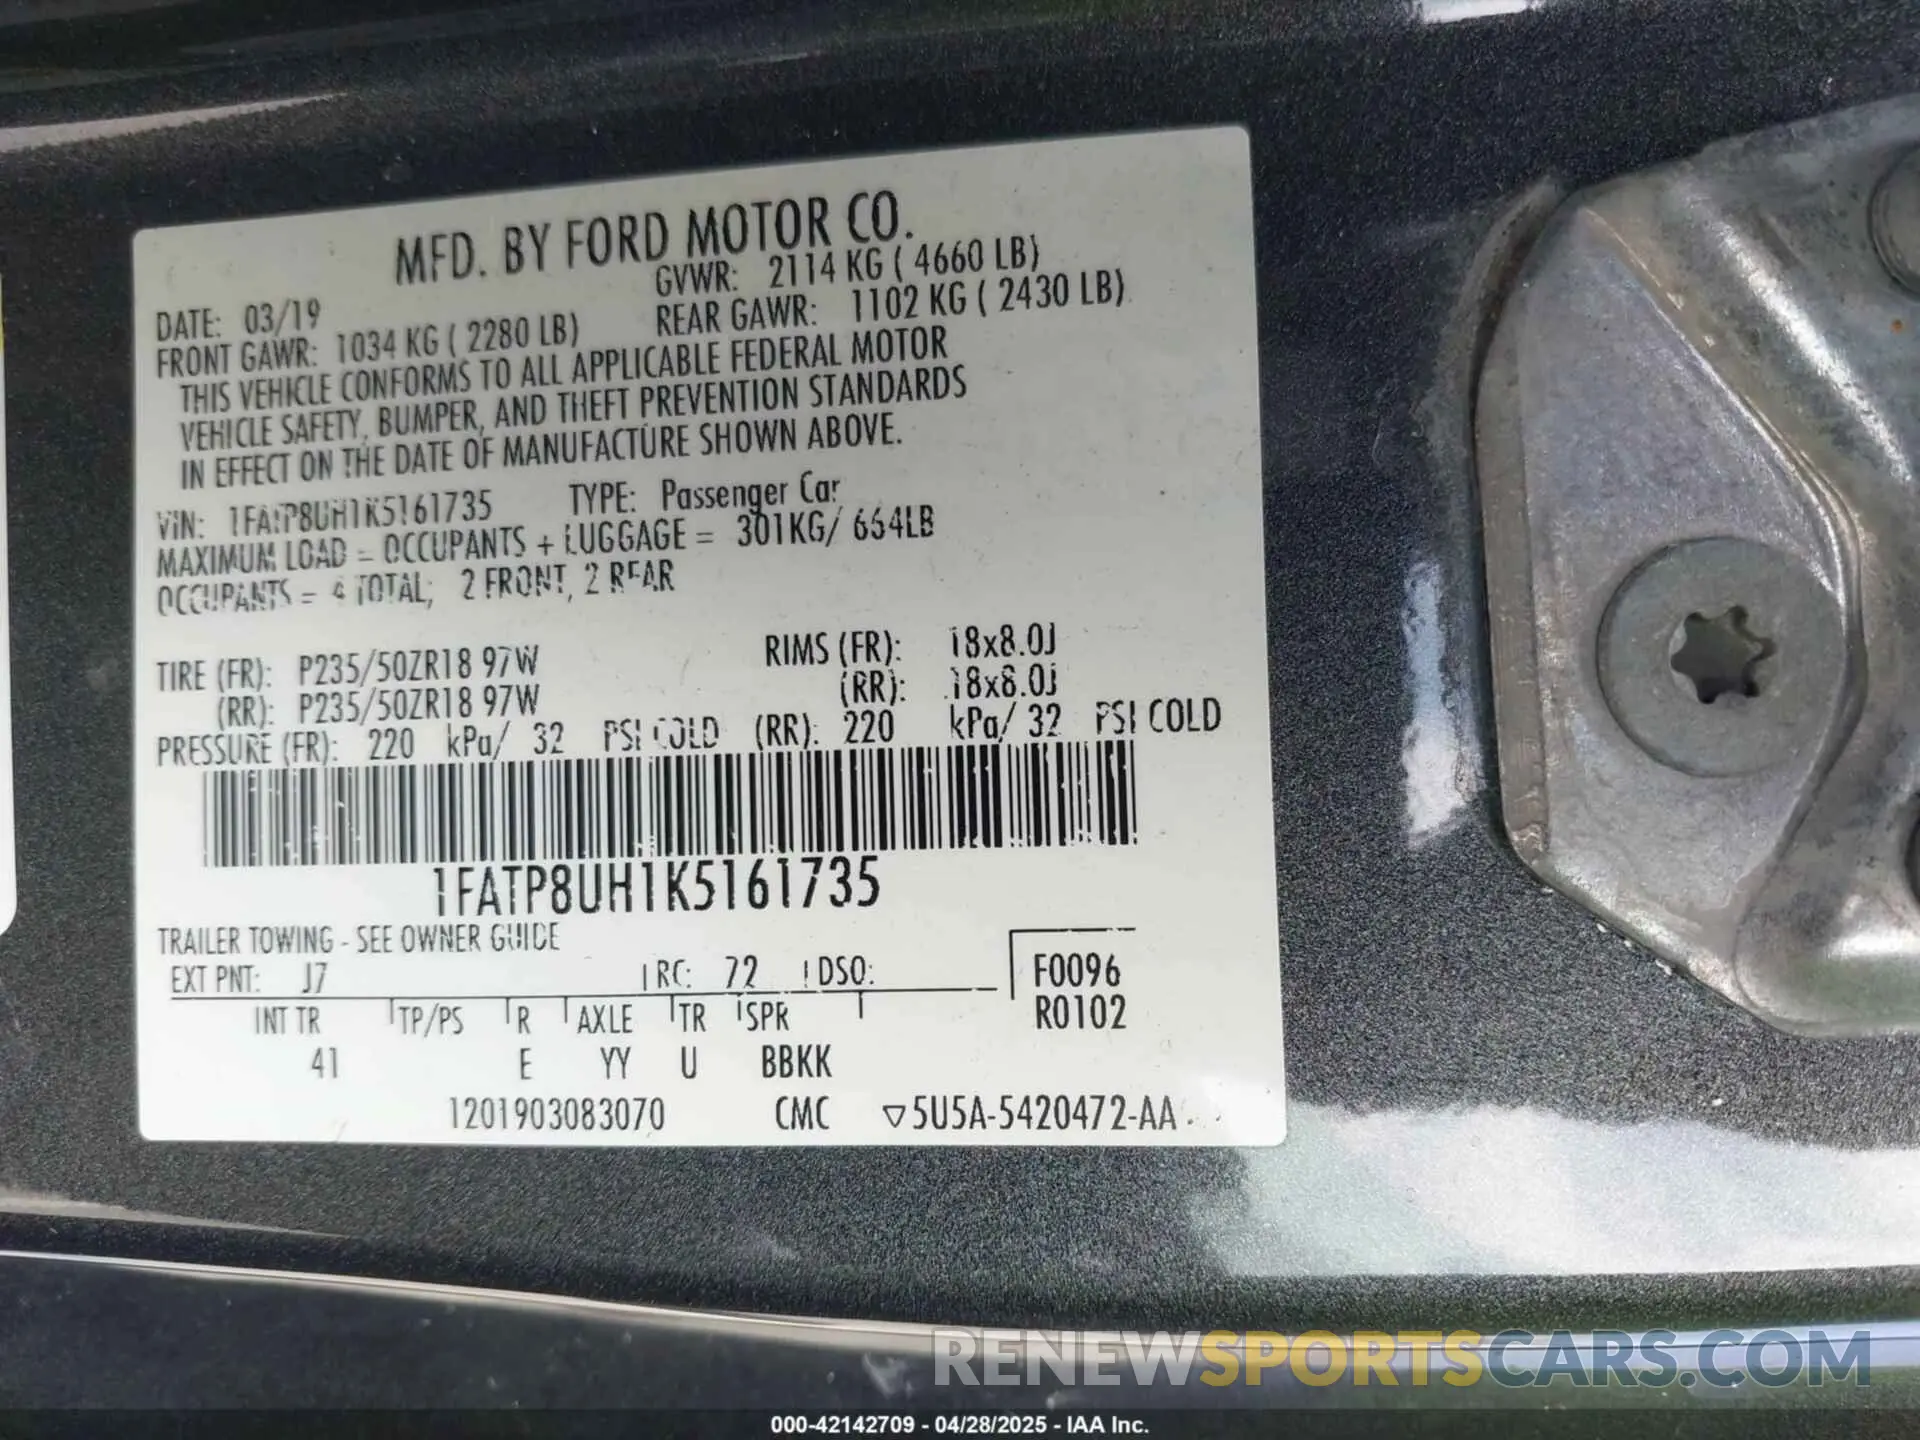 MFD. BY FORD MOTOR CO.
DATE: 03/19 GVWR: 2114 KG ( 4660 LB)
FRONT GAWR: 1034 KG ( 2280 LB) REAR GAWR: 1102 KG ( 2430 LB)
THIS VEHICLE CONFORMS TO ALL APPLICABLE FEDERAL MOTOR
VEHICLE SAFETY, BUMPER, AND THEFT PREVENTION STANDARDS
IN EFFECT ON THE DATE OF MANUFACTURE SHOWN ABOVE.
VIN: 1FATP8UH1K5161735 TYPE: Passenger Car
MAXIMUM LOAD = OCCUPANTS + LUGGAGE = 301KG/ 664LB
OCCUPANTS = 4 TOTAL; 2 FRONT, 2 REAR
TIRE (FR): P235/50ZR18 97W RIMS (FR): 18x8.0J
(RR): P235/50ZR18 97W (RR): 18x8.0J
PRESSURE (FR): 220 kPa/ 32 PSI COLD (RR): 220 kPa/ 32 PSI COLD
1FATP8UH1K5161735
TRAILER TOWING - SEE OWNER GUIDE
EXT PNT: J7 RC: 72 DSO: F0096
INT TR TP/PS R AXLE TR SPR R0102
41 E YY U BBKK
1201903083070 CMC ▽5U5A-5420472-AA
RENEWSPORTSCARS.COM
000-42142709 - 04/28/2025 - IAA Inc.